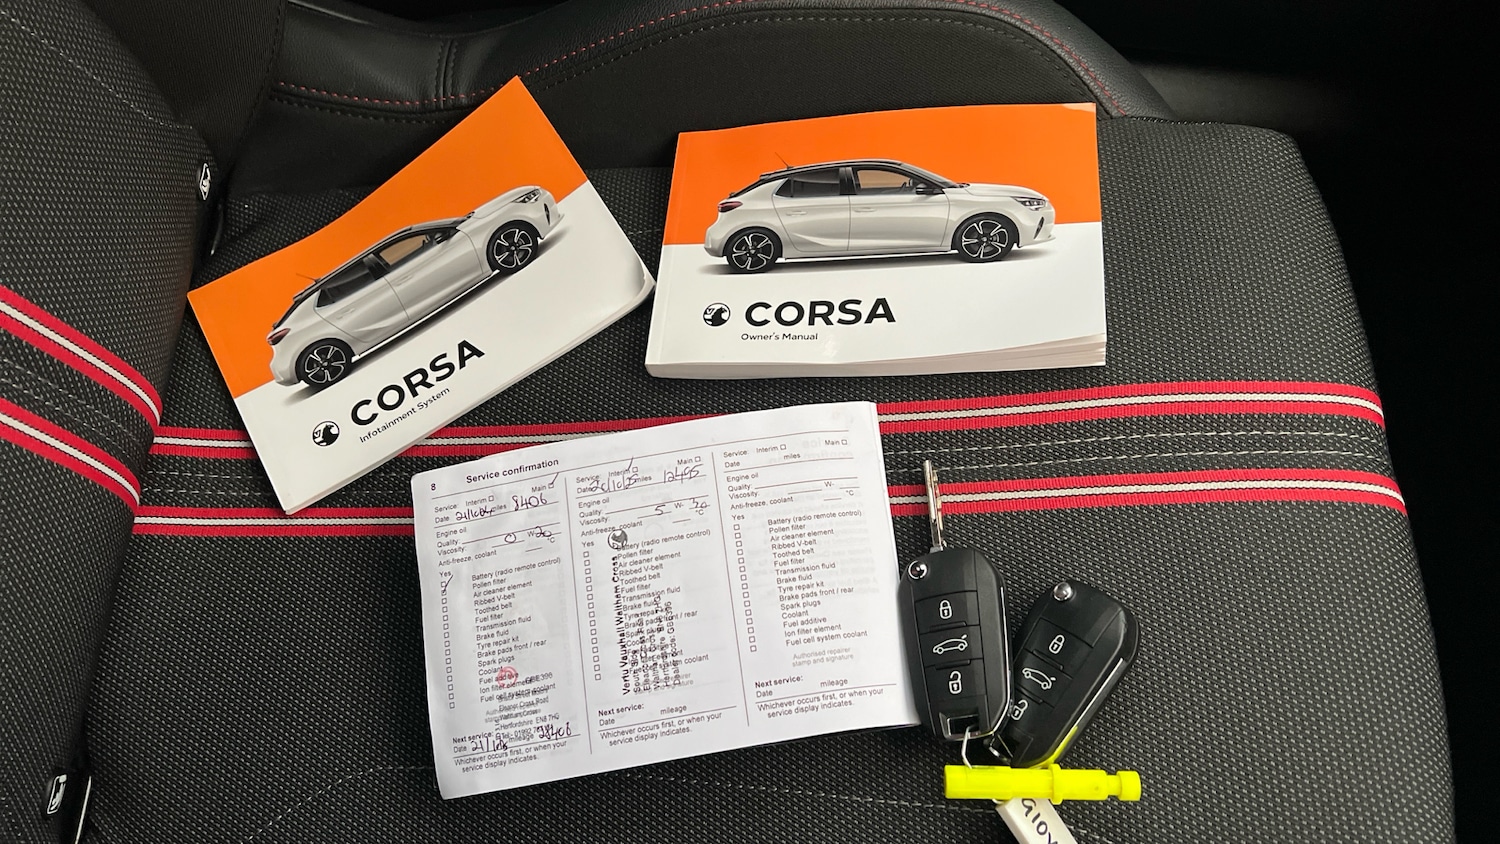 CORSA
Infotainment System
CORSA
Owner's Manual
8 Service confirmation
Service: Interim Main
Date miles 8406
Engine oil
Quality:
Viscosity: 0 W- 20
Anti-freeze, coolant °C
Yes
Battery (radio remote control)
Pollen filter
Air cleaner element
Ribbed V-belt
Toothed belt
Fuel filter
Transmission fluid
Brake fluid
Tyre repair kit
Brake pads front / rear
Spark plugs
Coolant
Fuel additive
Ion filter element
Fuel cell system coolant
Next service:
Date mileage 28406
Whichever occurs first, or when your
service display indicates.
Service: Interim Main
Date miles 12495
Engine oil
Quality:
Viscosity: 5 W- 30
Anti-freeze, coolant °C
Yes
Battery (radio remote control)
Pollen filter
Air cleaner element
Ribbed V-belt
Toothed belt
Fuel filter
Transmission fluid
Brake fluid
Tyre repair
Brake pads front / rear
Spark plugs
Coolant
Fuel cell system coolant
Vertu Vauxhall Waltham Cross
Next service:
Date mileage
Whichever occurs first, or when your
service display indicates.
Service: Interim Main
Date miles
Engine oil
Quality:
Viscosity: W-
Anti-freeze, coolant °C
Yes
Battery (radio remote control)
Pollen filter
Air cleaner element
Ribbed V-belt
Toothed belt
Fuel filter
Transmission fluid
Brake fluid
Tyre repair kit
Brake pads front / rear
Spark plugs
Coolant
Fuel additive
Ion filter element
Fuel cell system coolant
Authorised repairer
stamp and signature
Next service:
Date mileage
Whichever occurs first, or when your
service display indicates.